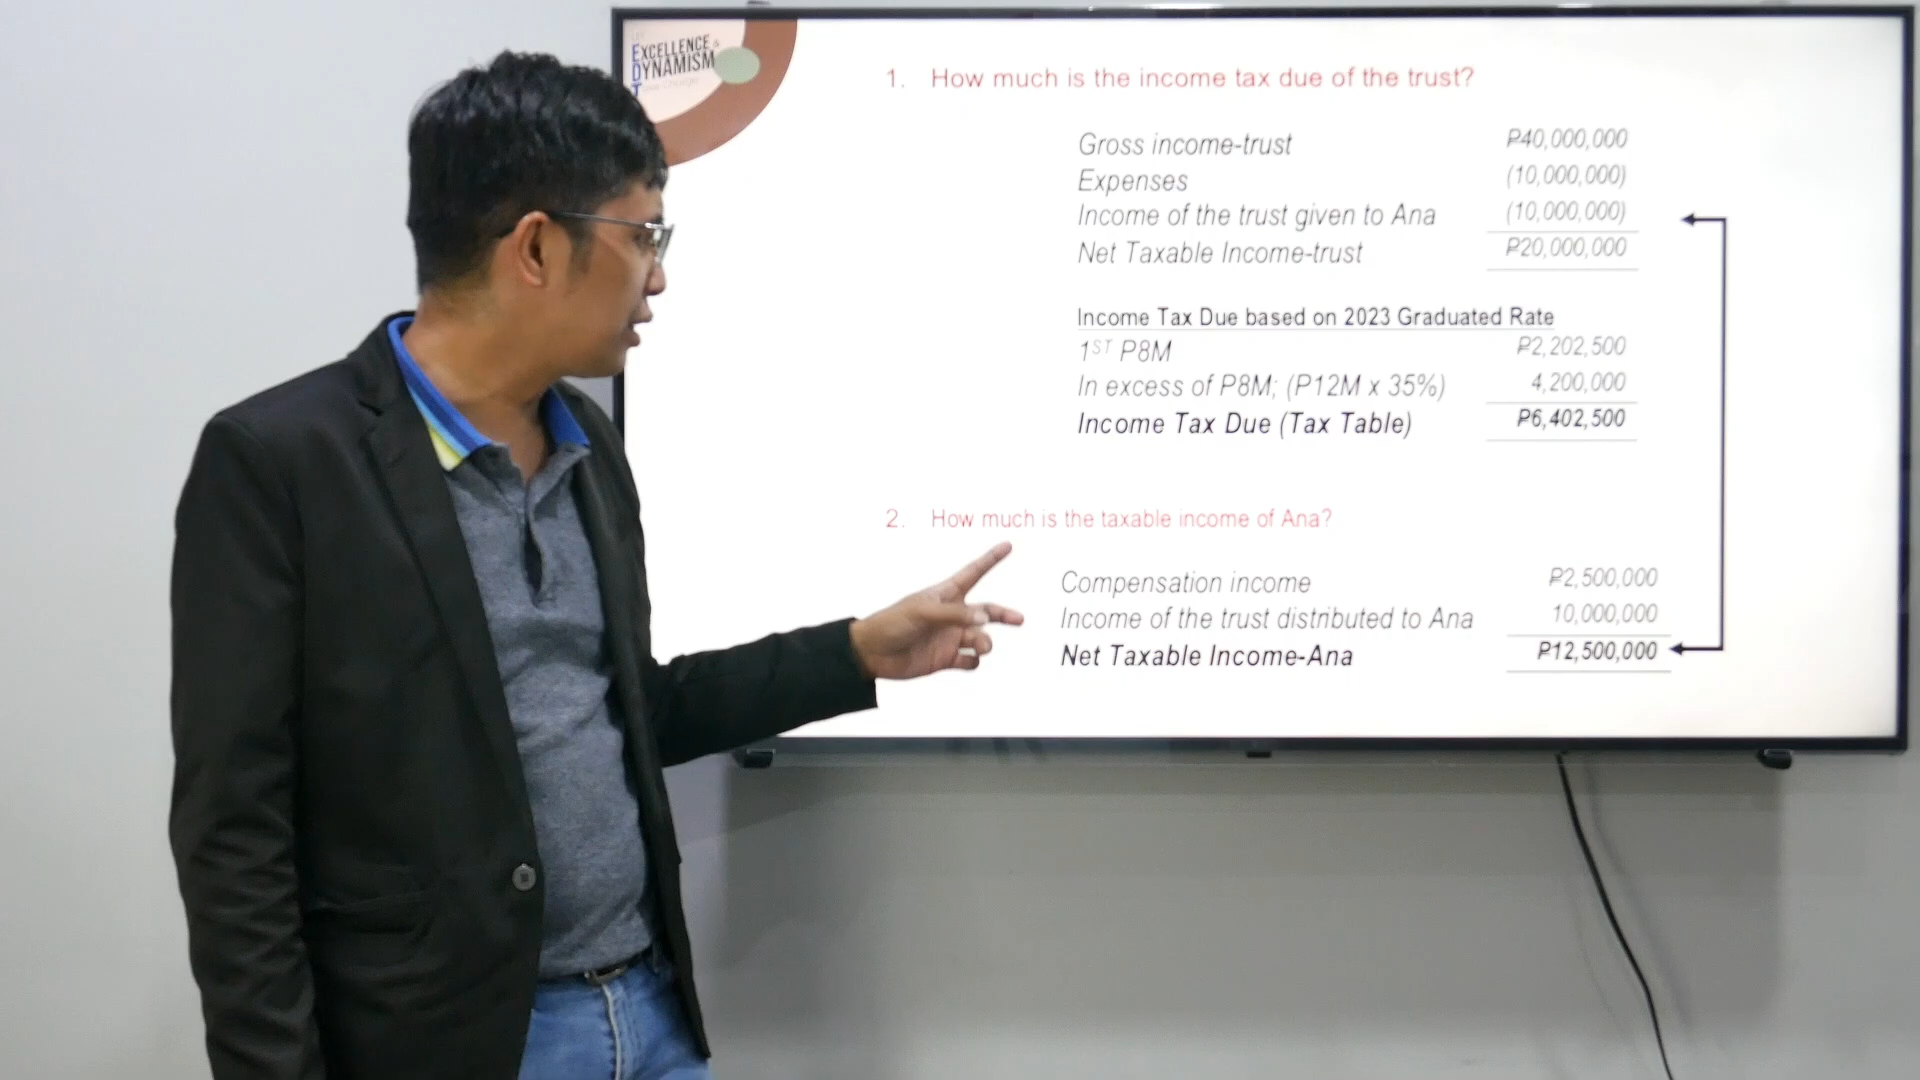 EXCELLENCE &
DYNAMISM
1. How much is the income tax due of the trust?
Gross income-trust ₱40,000,000
Expenses (10,000,000)
Income of the trust given to Ana (10,000,000)
Net Taxable Income-trust ₱20,000,000
Income Tax Due based on 2023 Graduated Rate
1ST P8M ₱2,202,500
In excess of P8M; (P12M x 35%) 4,200,000
Income Tax Due (Tax Table) ₱6,402,500
2. How much is the taxable income of Ana?
Compensation income ₱2,500,000
Income of the trust distributed to Ana 10,000,000
Net Taxable Income-Ana ₱12,500,000